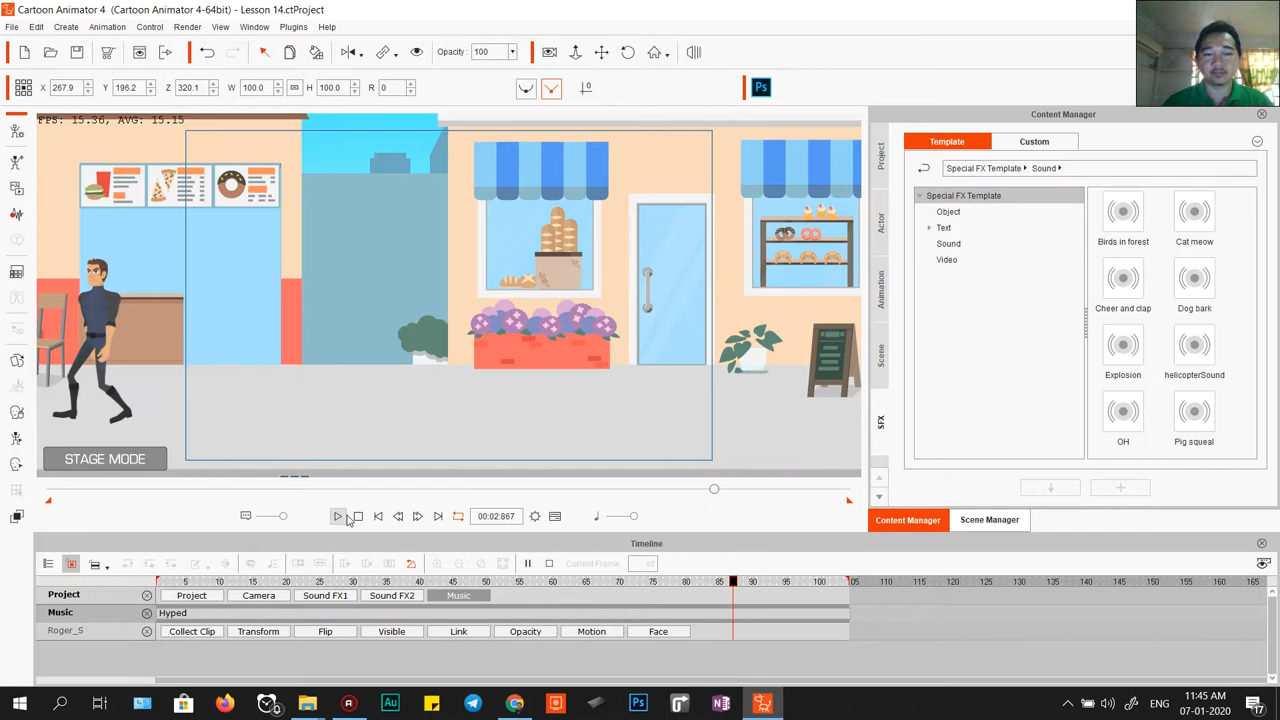 Cartoon Animator 4 (Cartoon Animator 4-64bit) - Lesson 14.ctProject
File Edit Create Animation Control Render View Window Plugins Help
Opacity : 100
X 267.9 Y 196.2 Z 320.1 W 100.0 H 100.0 R 0 Ps
FPS: 15.36, AVG: 15.15
STAGE MODE
Content Manager
Template Custom
Special FX Template Sound
Special FX Template
Object
Text
Sound
Video
Project
Actor
Animation
Scene
SFX
Birds in forest Cat meow
Cheer and clap Dog bark
Explosion helicopterSound
OH Pig squeal
00:02:867
Content Manager Scene Manager
Timeline
Current Frame:
5 10 15 20 25 30 35 40 45 50 55 60 65 70 75 80 85 90 95 100 105 110 115 120 125 130 135 140 145 150 155 160 165
Project Project Camera Sound FX1 Sound FX2 Music
Music Hyped
Roger_S Collect Clip Transform Flip Visible Link Opacity Motion Face
Au Ps
ENG
11:45 AM
07-01-2020
17